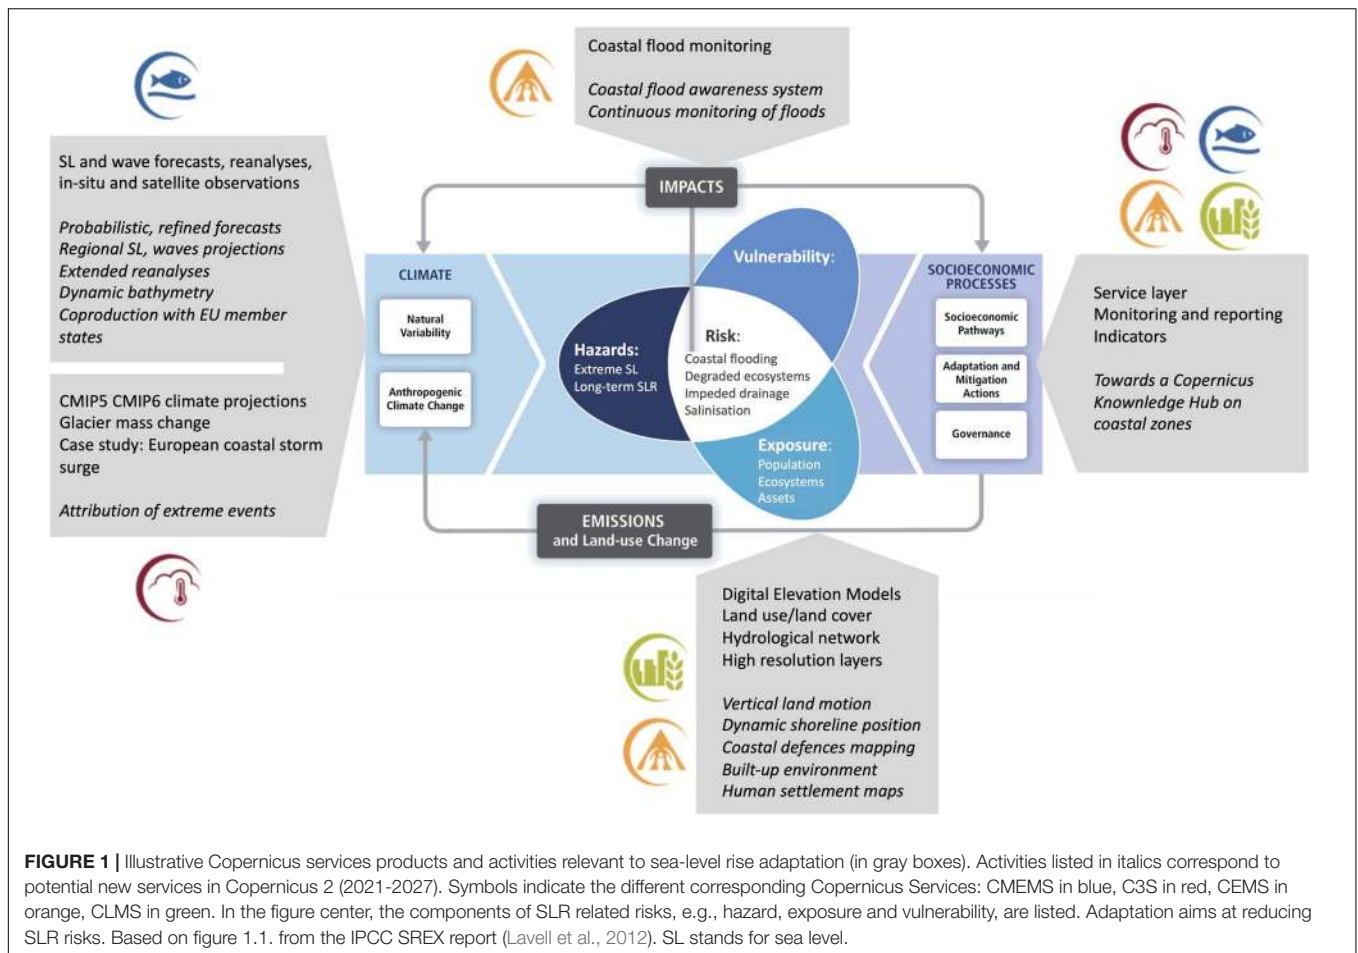 Coastal flood monitoring
Coastal flood awareness system
Continuous monitoring of floods
SL and wave forecasts, reanalyses,
in-situ and satellite observations
Probabilistic, refined forecasts
Regional SL, waves projections
Extended reanalyses
Dynamic bathymetry
Coproduction with EU member
states
CMIP5 CMIP6 climate projections
Glacier mass change
Case study: European coastal storm
surge
Attribution of extreme events
IMPACTS
CLIMATE
Natural
Variability
Anthropogenic
Climate Change
Vulnerability:
Hazards:
Extreme SL
Long-term SLR
Risk:
Coastal flooding
Degraded ecosystems
Impeded drainage
Salinisation
Exposure:
Population
Ecosystems
Assets
SOCIOECONOMIC
PROCESSES
Socioeconomic
Pathways
Adaptation and
Mitigation
Actions
Governance
Service layer
Monitoring and reporting
Indicators
Towards a Copernicus
Knownledge Hub on
coastal zones
EMISSIONS
and Land-use Change
Digital Elevation Models
Land use/land cover
Hydrological network
High resolution layers
Vertical land motion
Dynamic shoreline position
Coastal defences mapping
Built-up environment
Human settlement maps
FIGURE 1 | Illustrative Copernicus services products and activities relevant to sea-level rise adaptation (in gray boxes). Activities listed in italics correspond to
potential new services in Copernicus 2 (2021-2027). Symbols indicate the different corresponding Copernicus Services: CMEMS in blue, C3S in red, CEMS in
orange, CLMS in green. In the figure center, the components of SLR related risks, e.g., hazard, exposure and vulnerability, are listed. Adaptation aims at reducing
SLR risks. Based on figure 1.1. from the IPCC SREX report (Lavell et al., 2012). SL stands for sea level.